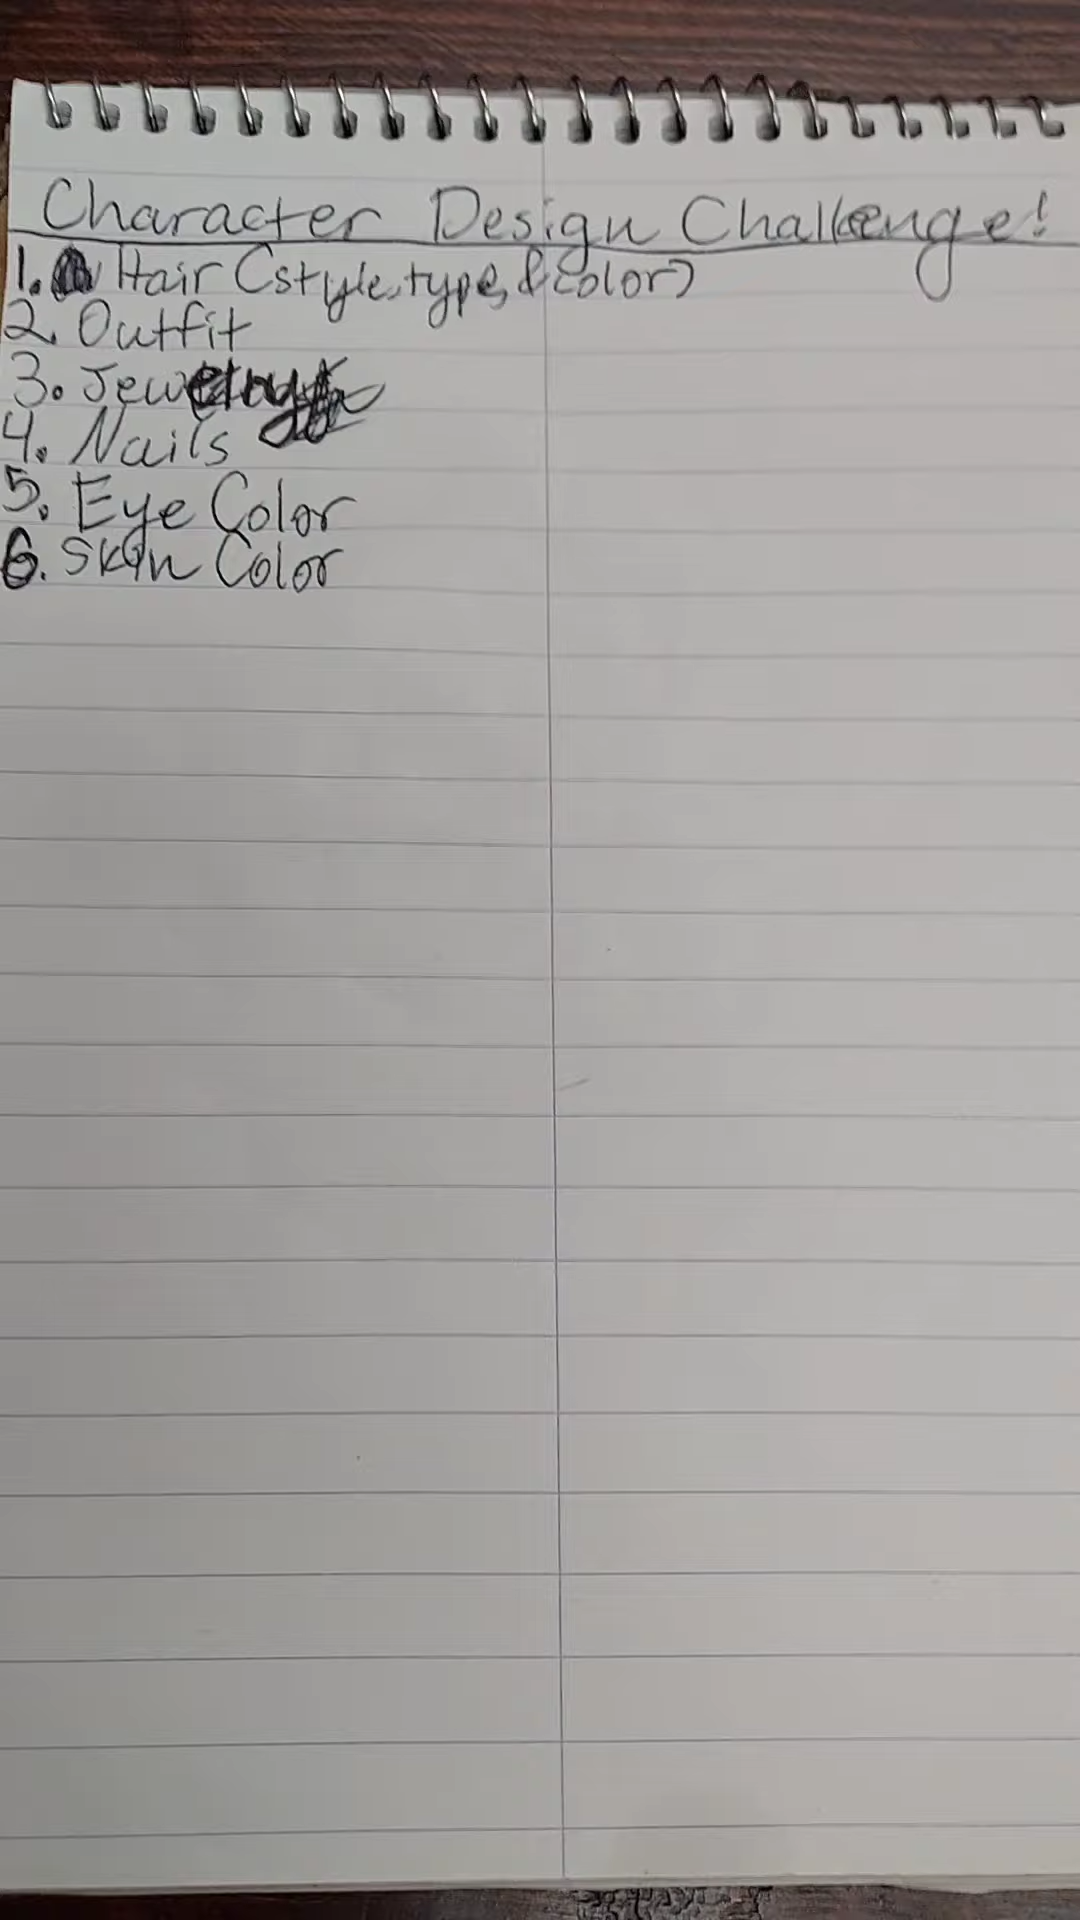 Character Design Challenge!
1. Hair (style, type, & color)
2. Outfit
3. Jewelry
4. Nails
5. Eye Color
6. Skin Color